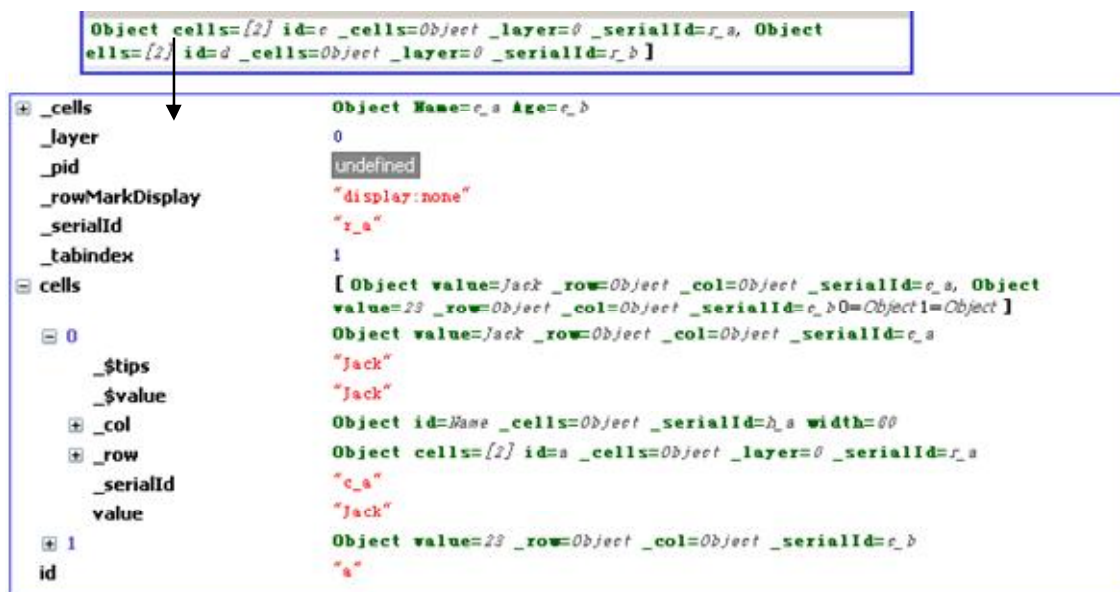 Object cells=[2] id=c _cells=Object _layer=0 _serialId=r_a, Object
ells=[2] id=d _cells=Object _layer=0 _serialId=r_b ]
_cells Object Name=c_a Age=c_b
_layer 0
_pid undefined
_rowMarkDisplay "display:none"
_serialId "r_a"
_tabindex 1
cells [ Object value=Jack _row=Object _col=Object _serialId=c_a, Object
value=23 _row=Object _col=Object _serialId=c_b 0=Object 1=Object ]
0 Object value=Jack _row=Object _col=Object _serialId=c_a
_$tips "Jack"
_$value "Jack"
_col Object id=Name _cells=Object _serialId=h_a width=80
_row Object cells=[2] id=a _cells=Object _layer=0 _serialId=r_a
_serialId "c_a"
value "Jack"
1 Object value=23 _row=Object _col=Object _serialId=c_b
id "a"